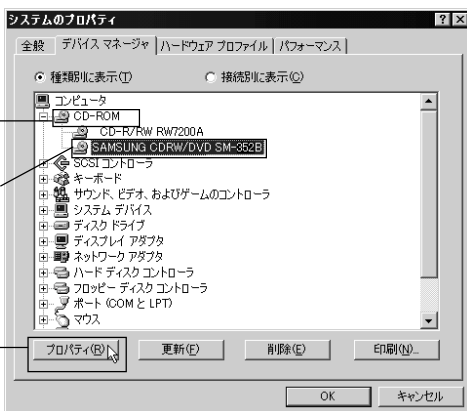 システムのプロパティ
全般 デバイス マネージャ ハードウェア プロファイル パフォーマンス
種類別に表示(T) 接続別に表示(C)
コンピュータ
CD-ROM
CD-R/RW RW7200A
SAMSUNG CDRW/DVD SM-352B
SCSI コントローラ
キーボード
サウンド、ビデオ、およびゲームのコントローラ
システム デバイス
ディスク ドライブ
ディスプレイ アダプタ
ネットワーク アダプタ
ハード ディスク コントローラ
フロッピー ディスク コントローラ
ポート (COM と LPT)
マウス
プロパティ(R) 更新(F) 削除(E) 印刷(N)...
OK キャンセル